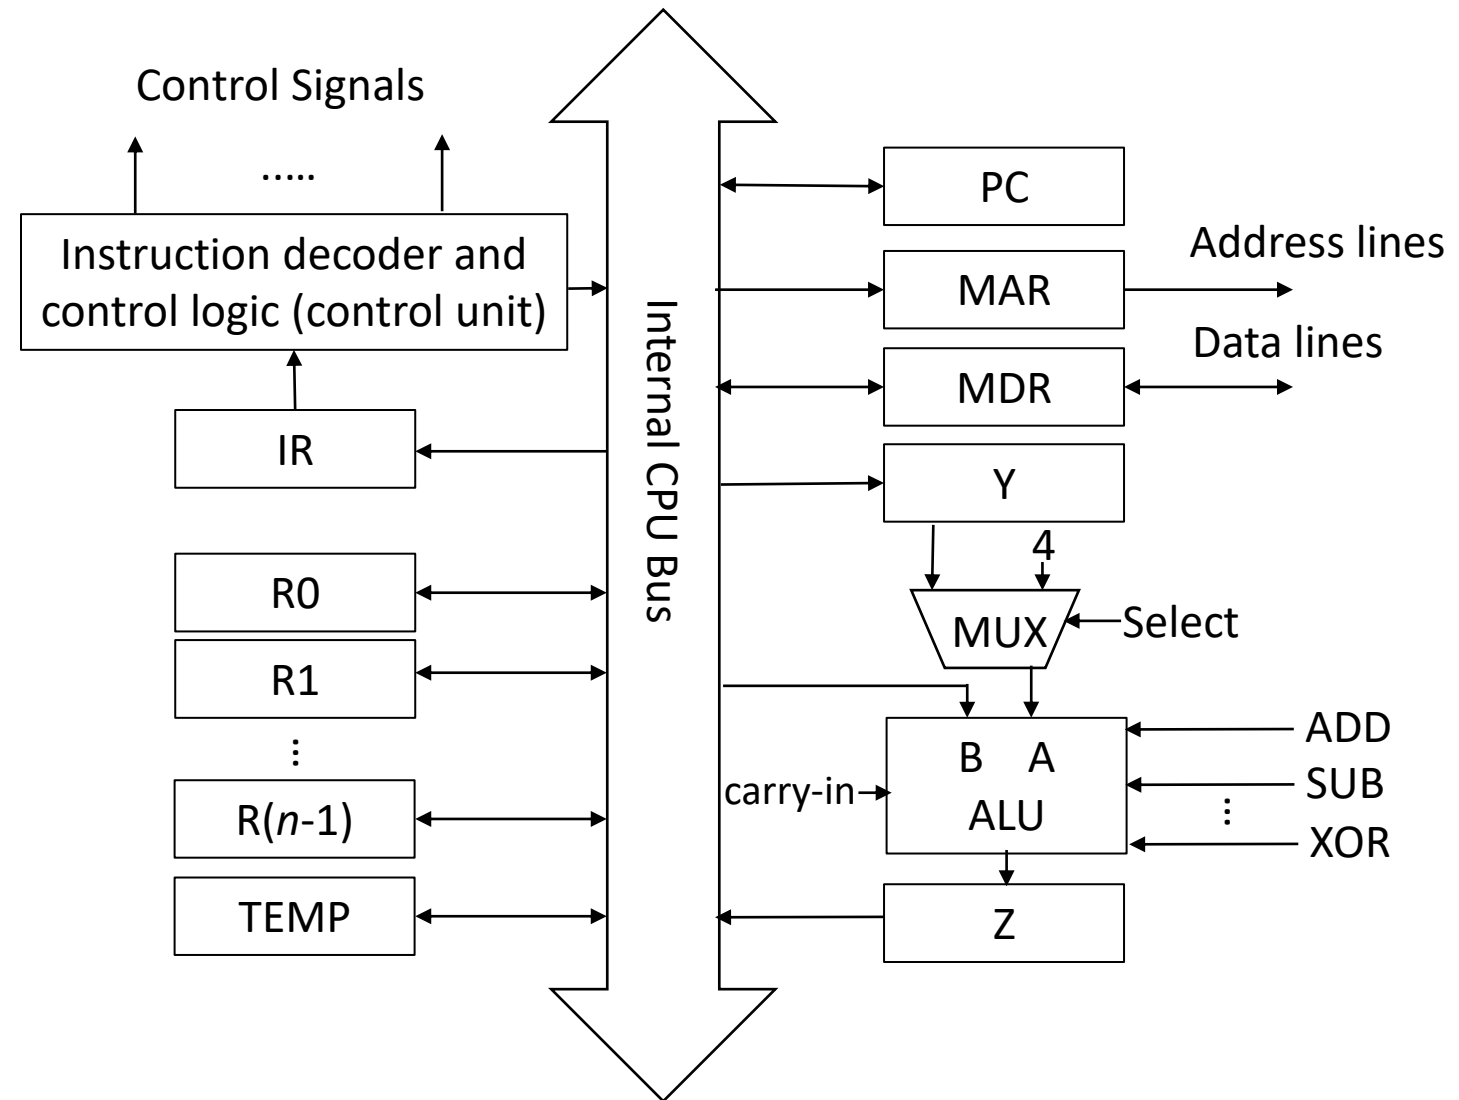 Control Signals
.....
Instruction decoder and
control logic (control unit)
IR
R0
R1
...
R(n-1)
TEMP
Internal CPU Bus
PC
MAR
Address lines
MDR
Data lines
Y
4
MUX
Select
B A
ALU
carry-in
ADD
SUB
...
XOR
Z